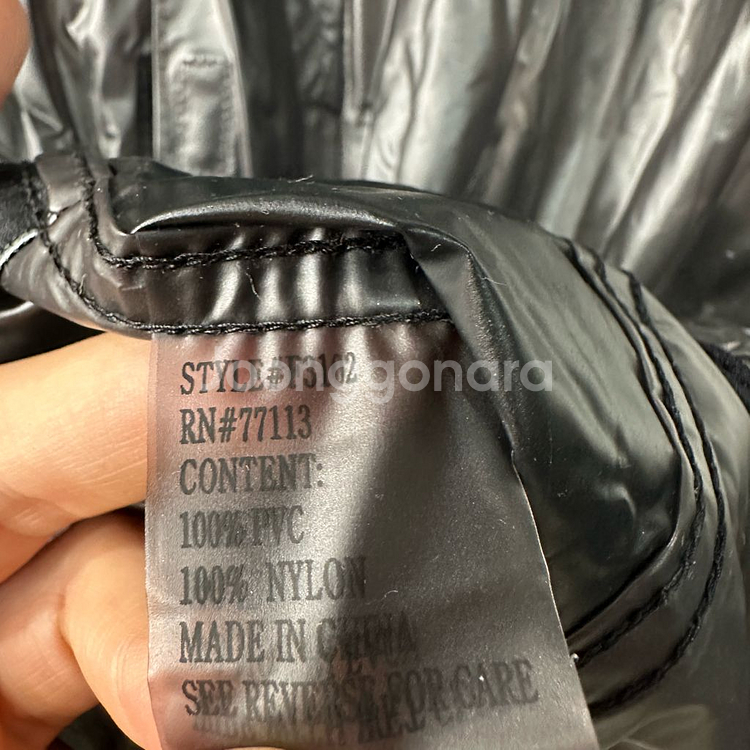 STYLE
RN#77113
CONTENT:
100% PVC
100% NYLON
MADE IN CHINA
SEE REVERSE FOR CARE